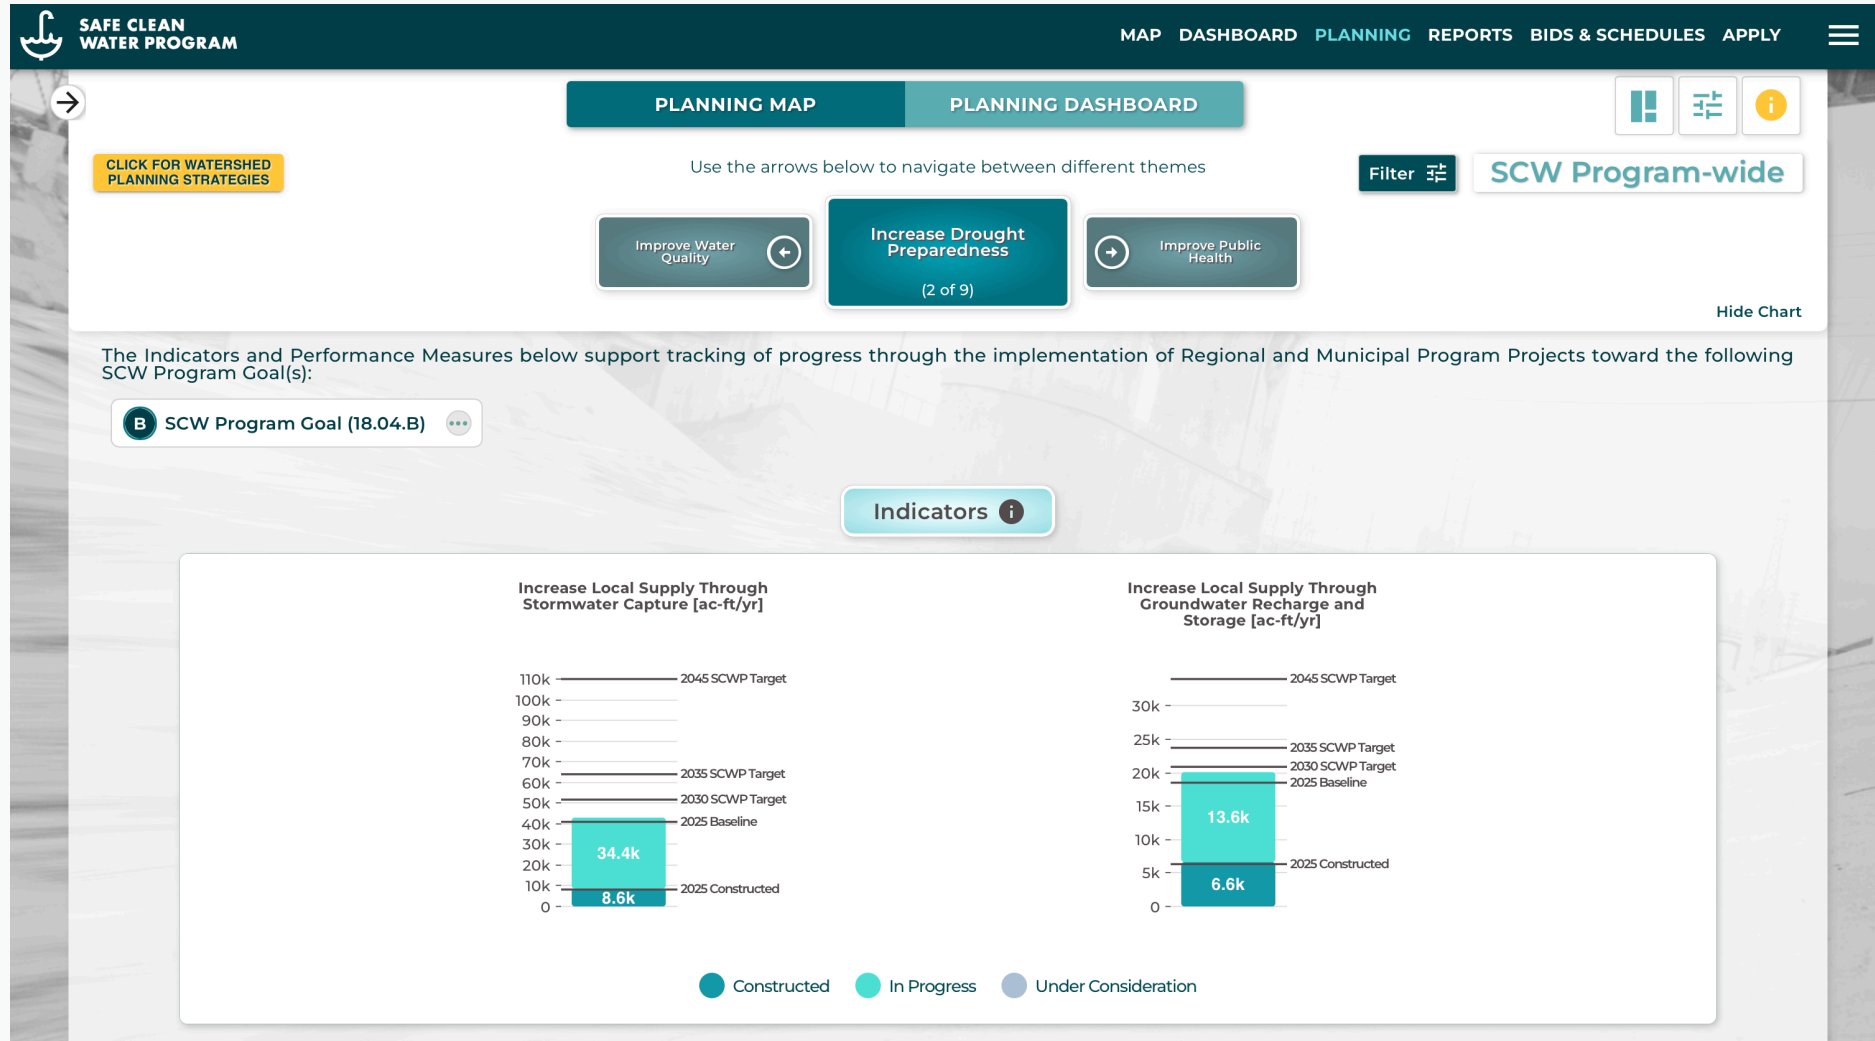 SAFE CLEAN
WATER PROGRAM
MAP DASHBOARD PLANNING REPORTS BIDS & SCHEDULES APPLY
PLANNING MAP PLANNING DASHBOARD
CLICK FOR WATERSHED
PLANNING STRATEGIES
Use the arrows below to navigate between different themes
Filter
SCW Program-wide
Improve Water
Quality
Increase Drought
Preparedness
(2 of 9)
Improve Public
Health
Hide Chart
The Indicators and Performance Measures below support tracking of progress through the implementation of Regional and Municipal Program Projects toward the following
SCW Program Goal(s):
B SCW Program Goal (18.04.B)
Indicators
Increase Local Supply Through
Stormwater Capture [ac-ft/yr]
110k
100k
90k
80k
70k
60k
50k
40k
30k
20k
10k
0
2045 SCWP Target
2035 SCWP Target
2030 SCWP Target
2025 Baseline
2025 Constructed
34.4k
8.6k
Increase Local Supply Through
Groundwater Recharge and
Storage [ac-ft/yr]
30k
25k
20k
15k
10k
5k
0
2045 SCWP Target
2035 SCWP Target
2030 SCWP Target
2025 Baseline
2025 Constructed
13.6k
6.6k
Constructed In Progress Under Consideration